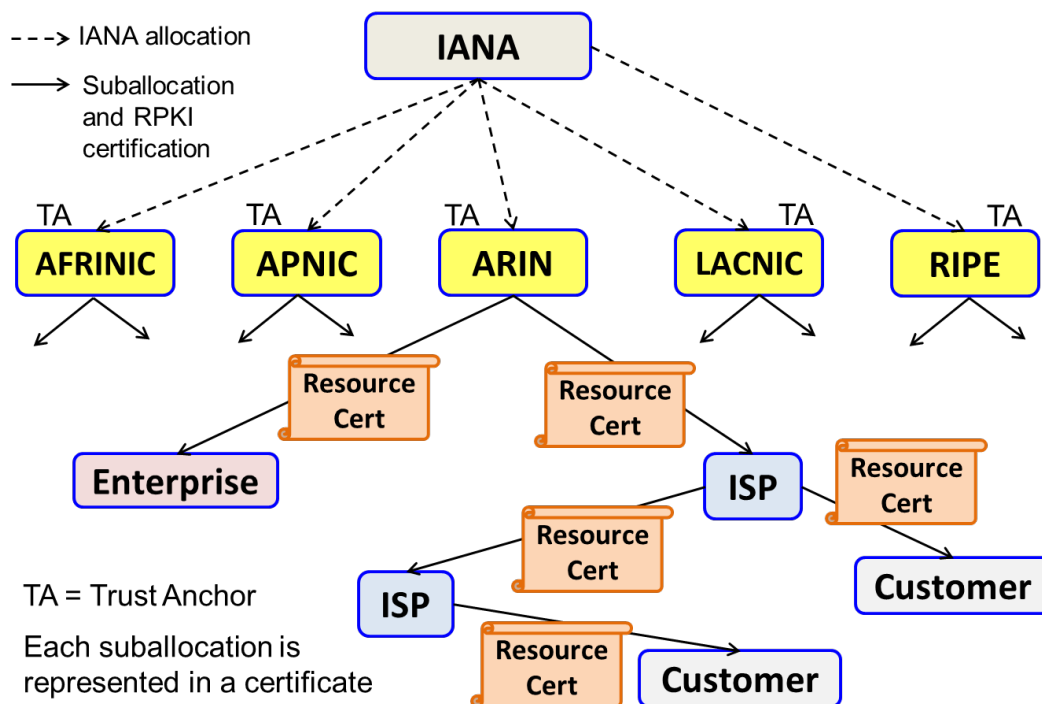 IANA allocation
IANA
Suballocation
and RPKI
certification
TA
TA
TA
TA
TA
AFRINIC
APNIC
ARIN
LACNIC
RIPE
Resource
Cert
Resource
Cert
Enterprise
ISP
Resource
Cert
Resource
Cert
ISP
Customer
TA = Trust Anchor
Each suballocation is
represented in a certificate
Resource
Cert
Customer